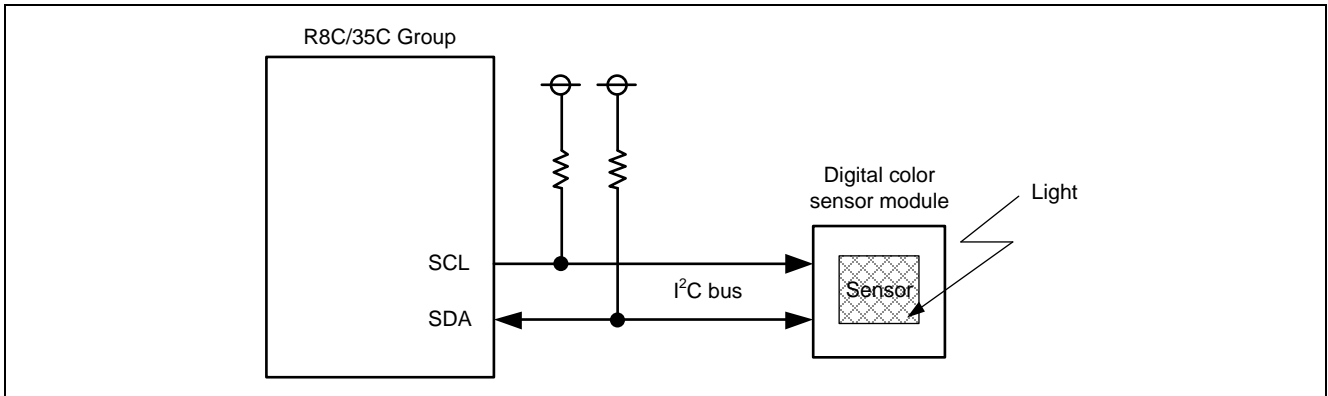 R8C/35C Group
Digital color
sensor module
Light
SCL
I²C bus
Sensor
SDA